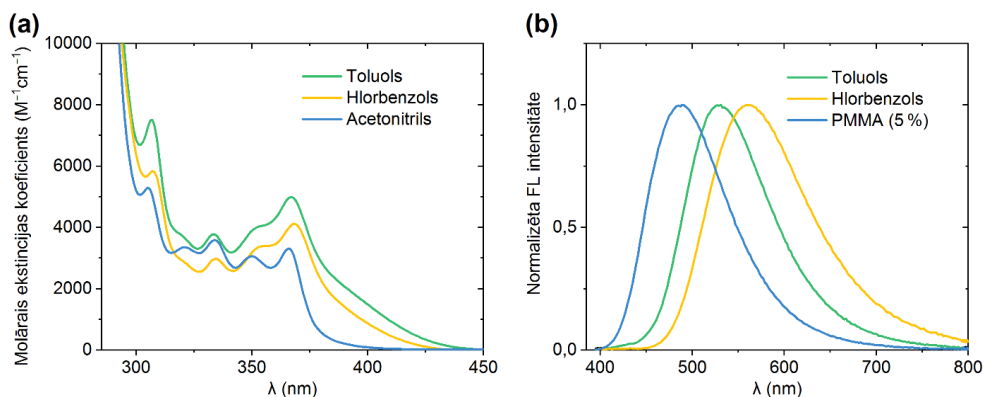 (a)
Molārais ekstincijas koeficients (M⁻¹cm⁻¹)
10000
8000
6000
4000
2000
0
Toluols
Hlorbenzols
Acetonitrils
300
350
400
450
λ (nm)
(b)
Normalizēta FL intensitāte
1,0
0,5
0,0
Toluols
Hlorbenzols
PMMA (5 %)
400
500
600
700
800
λ (nm)